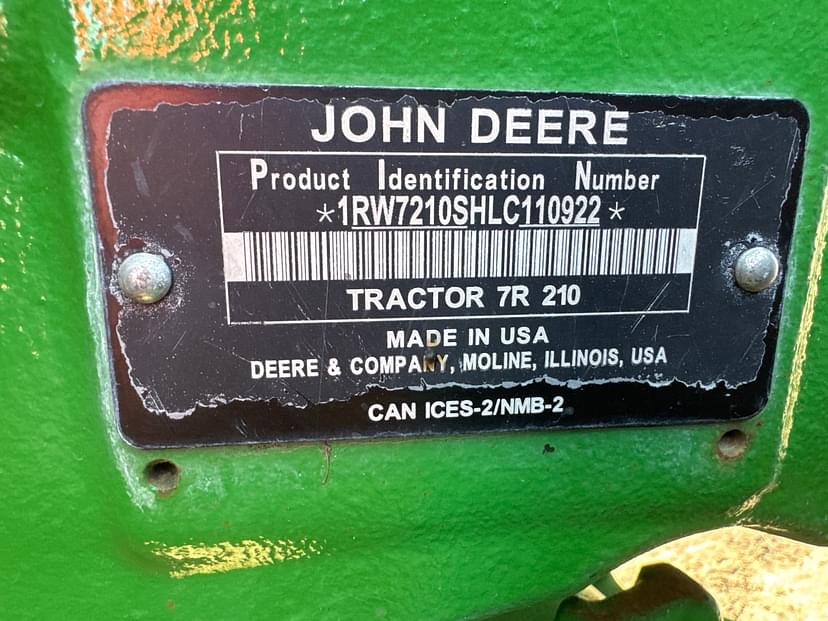 JOHN DEERE
Product Identification Number
*1RW7210SHLC110922*
TRACTOR 7R 210
MADE IN USA
DEERE & COMPANY, MOLINE, ILLINOIS, USA
CAN ICES-2/NMB-2